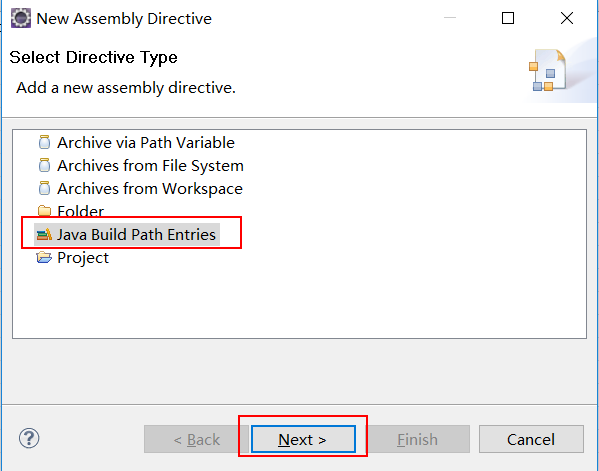 New Assembly Directive
Select Directive Type
Add a new assembly directive.
Archive via Path Variable
Archives from File System
Archives from Workspace
Folder
Java Build Path Entries
Project
?
< Back
Next >
Finish
Cancel